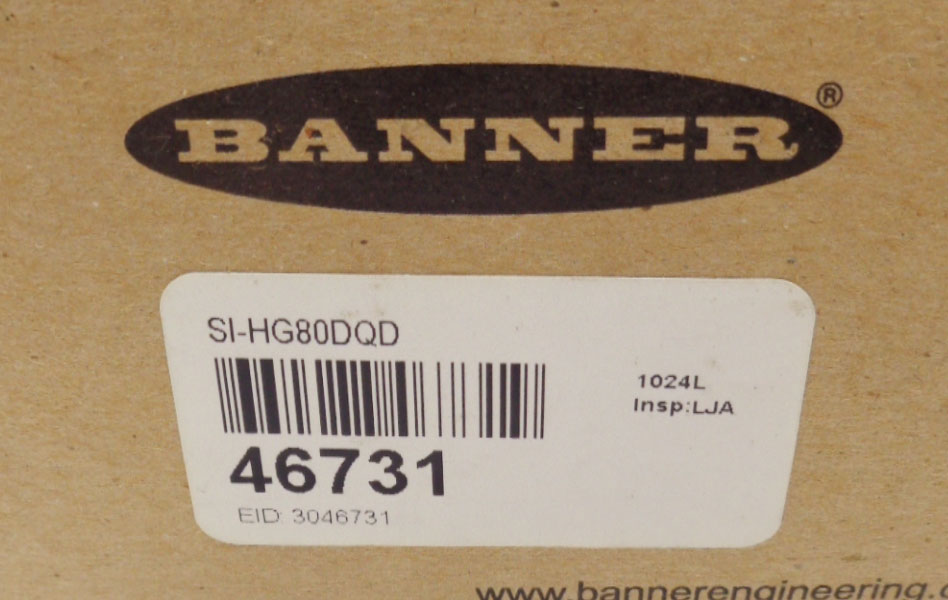 BANNER®
SI-HG80DQD
1024L
Insp:LJA
46731
EID: 3046731
www.bannerengineering.c